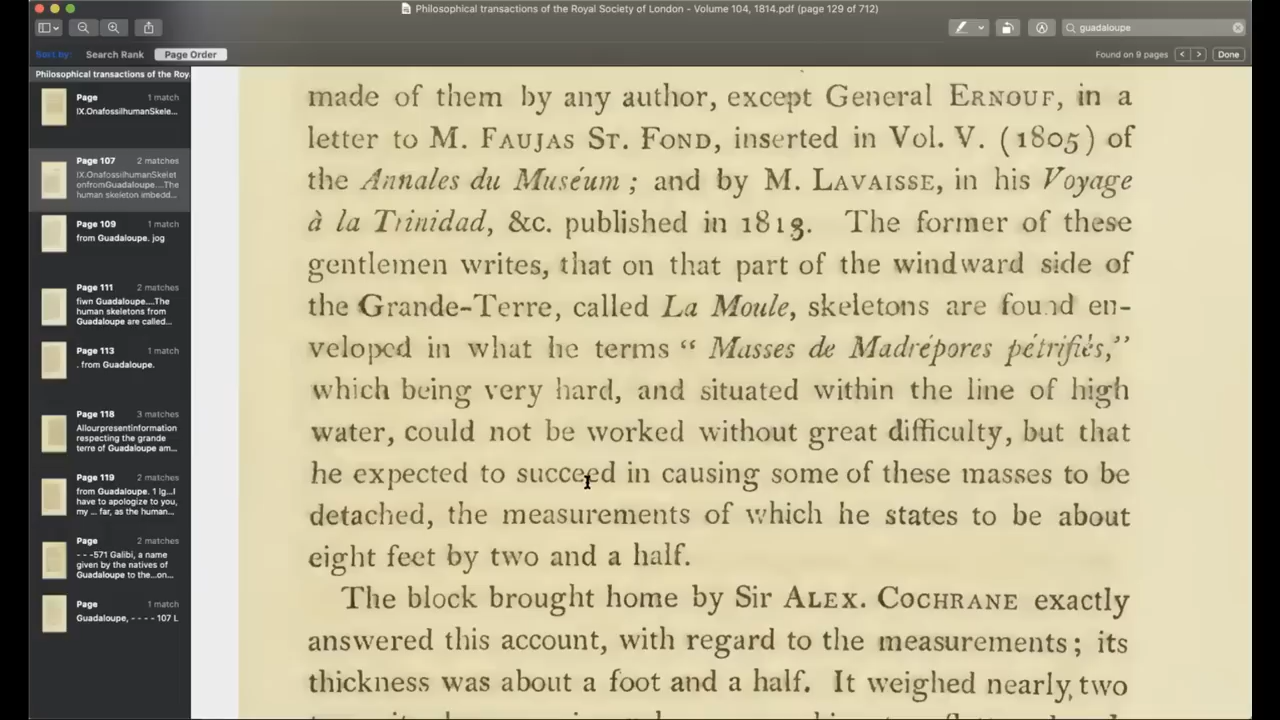 Philosophical transactions of the Royal Society of London - Volume 104, 1814.pdf (page 129 of 712)
guadaloupe
Sort by: Search Rank Page Order
Found on 9 pages
Done
Philosophical transactions of the Roy
Page 1 match
IX.OnafossilhumanSkele...
Page 107 2 matches
IX.OnafossilhumanSkelet
onfromGuadaloupe....The
human skeleton imbedd...
Page 109 1 match
from Guadaloupe. jog
Page 111 2 matches
fiwn Guadaloupe....The
human skeletons from
Guadaloupe are called...
Page 113 1 match
. from Guadaloupe.
Page 118 3 matches
Allourpresentinformation
respecting the grande
terre of Guadaloupe am...
Page 119 2 matches
from Guadaloupe. 1 Ig...I
have to apologize to you,
my ... far, as the human...
Page 2 matches
- - -571 Galibi, a name
given by the natives of
Guadaloupe to the...on...
Page 1 match
Guadaloupe, - - - - 107 L
made of them by any author, except General ERNOUF, in a
letter to M. FAUJAS ST. FOND, inserted in Vol. V. (1805) of
the Annales du Muséum ; and by M. LAVAISSE, in his Voyage
à la Trinidad, &c. published in 1813. The former of these
gentlemen writes, that on that part of the windward side of
the Grande-Terre, called La Moule, skeletons are found en-
veloped in what he terms “ Masses de Madrépores pétrifiés,”
which being very hard, and situated within the line of high
water, could not be worked without great difficulty, but that
he expected to succeed in causing some of these masses to be
detached, the measurements of which he states to be about
eight feet by two and a half.
The block brought home by Sir ALEX. COCHRANE exactly
answered this account, with regard to the measurements ; its
thickness was about a foot and a half. It weighed nearly two